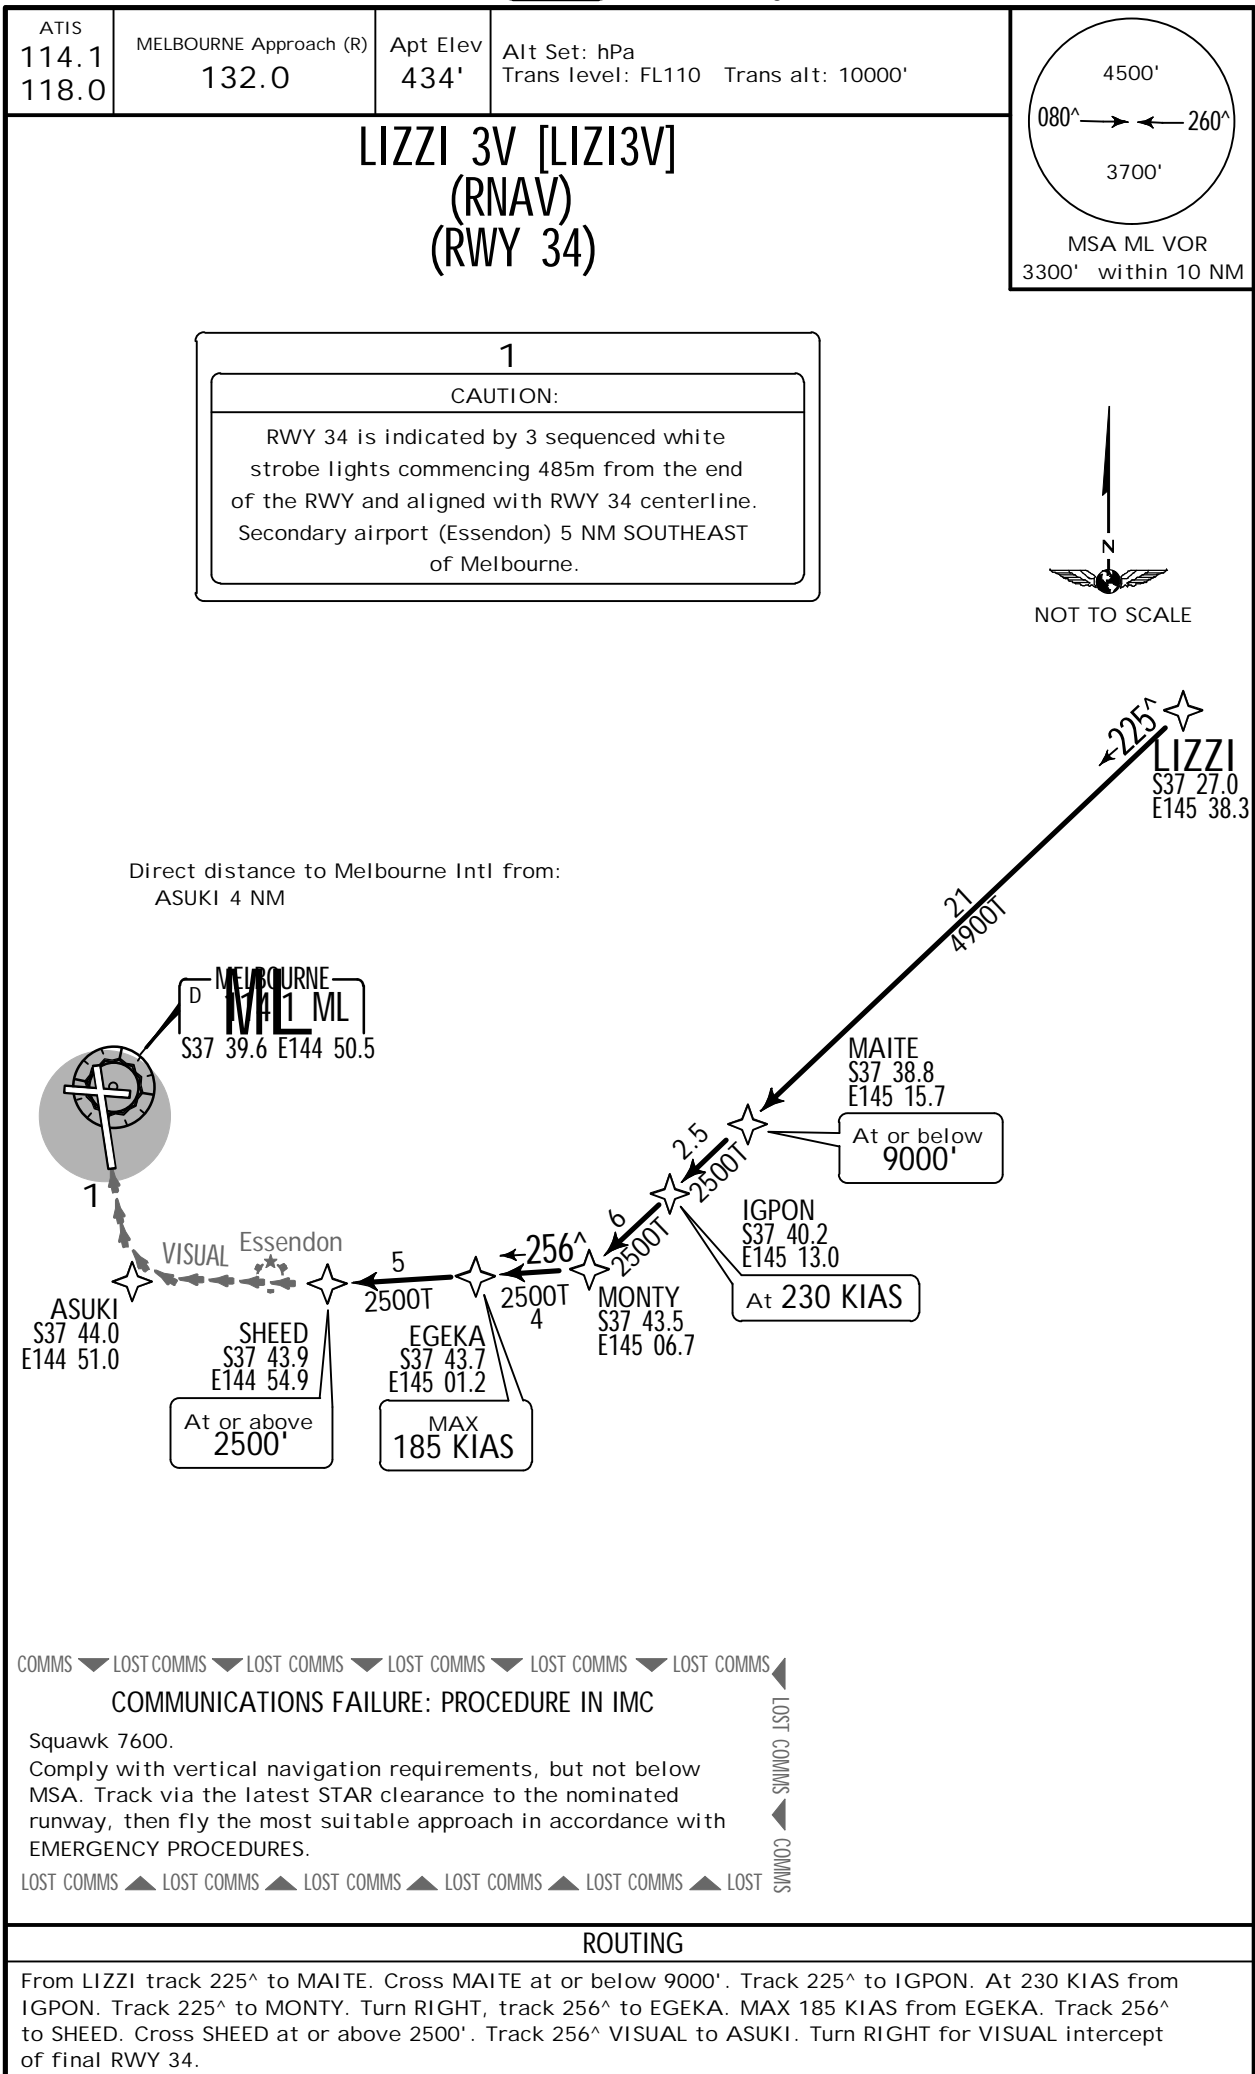 ATIS
114.1
118.0
MELBOURNE Approach (R)
132.0
Apt Elev
434'
Alt Set: hPa
Trans level: FL110 Trans alt: 10000'
4500'
080^
260^
3700'
MSA ML VOR
3300' within 10 NM
LIZZI 3V [LIZI3V]
(RNAV)
(RWY 34)
1
CAUTION:
RWY 34 is indicated by 3 sequenced white
strobe lights commencing 485m from the end
of the RWY and aligned with RWY 34 centerline.
Secondary airport (Essendon) 5 NM SOUTHEAST
of Melbourne.
N
NOT TO SCALE
225^
LIZZI
S37 27.0
E145 38.3
21
4900T
Direct distance to Melbourne Intl from:
ASUKI 4 NM
MELBOURNE
D 114.1 ML
ML
S37 39.6 E144 50.5
MAITE
S37 38.8
E145 15.7
At or below
9000'
2.5
2500T
IGPON
S37 40.2
E145 13.0
At 230 KIAS
6
2500T
1
VISUAL
Essendon
5
2500T
256^
2500T
4
MONTY
S37 43.5
E145 06.7
ASUKI
S37 44.0
E144 51.0
SHEED
S37 43.9
E144 54.9
At or above
2500'
EGEKA
S37 43.7
E145 01.2
MAX
185 KIAS
COMMS LOST COMMS LOST COMMS LOST COMMS LOST COMMS LOST COMMS
COMMUNICATIONS FAILURE: PROCEDURE IN IMC
Squawk 7600.
Comply with vertical navigation requirements, but not below
MSA. Track via the latest STAR clearance to the nominated
runway, then fly the most suitable approach in accordance with
EMERGENCY PROCEDURES.
LOST COMMS COMMS
LOST COMMS LOST COMMS LOST COMMS LOST COMMS LOST COMMS LOST
ROUTING
From LIZZI track 225^ to MAITE. Cross MAITE at or below 9000'. Track 225^ to IGPON. At 230 KIAS from
IGPON. Track 225^ to MONTY. Turn RIGHT, track 256^ to EGEKA. MAX 185 KIAS from EGEKA. Track 256^
to SHEED. Cross SHEED at or above 2500'. Track 256^ VISUAL to ASUKI. Turn RIGHT for VISUAL intercept
of final RWY 34.